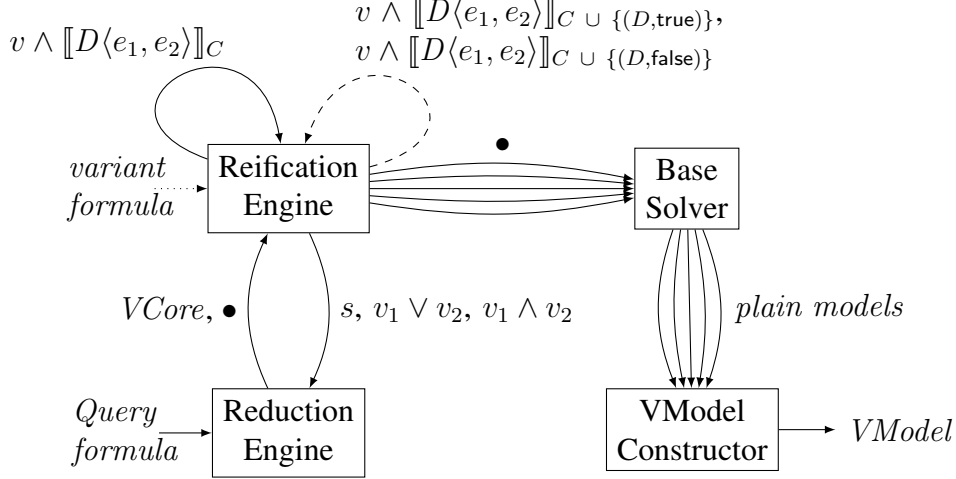 v ∧ ⟦D⟨e₁, e₂⟩⟧_{C ∪ {(D,true)}},
v ∧ ⟦D⟨e₁, e₂⟩⟧_C
v ∧ ⟦D⟨e₁, e₂⟩⟧_{C ∪ {(D,false)}}
•
variant
formula
Reification
Engine
Base
Solver
VCore, •
s, v₁ ∨ v₂, v₁ ∧ v₂
plain models
Query
formula
Reduction
Engine
VModel
Constructor
VModel